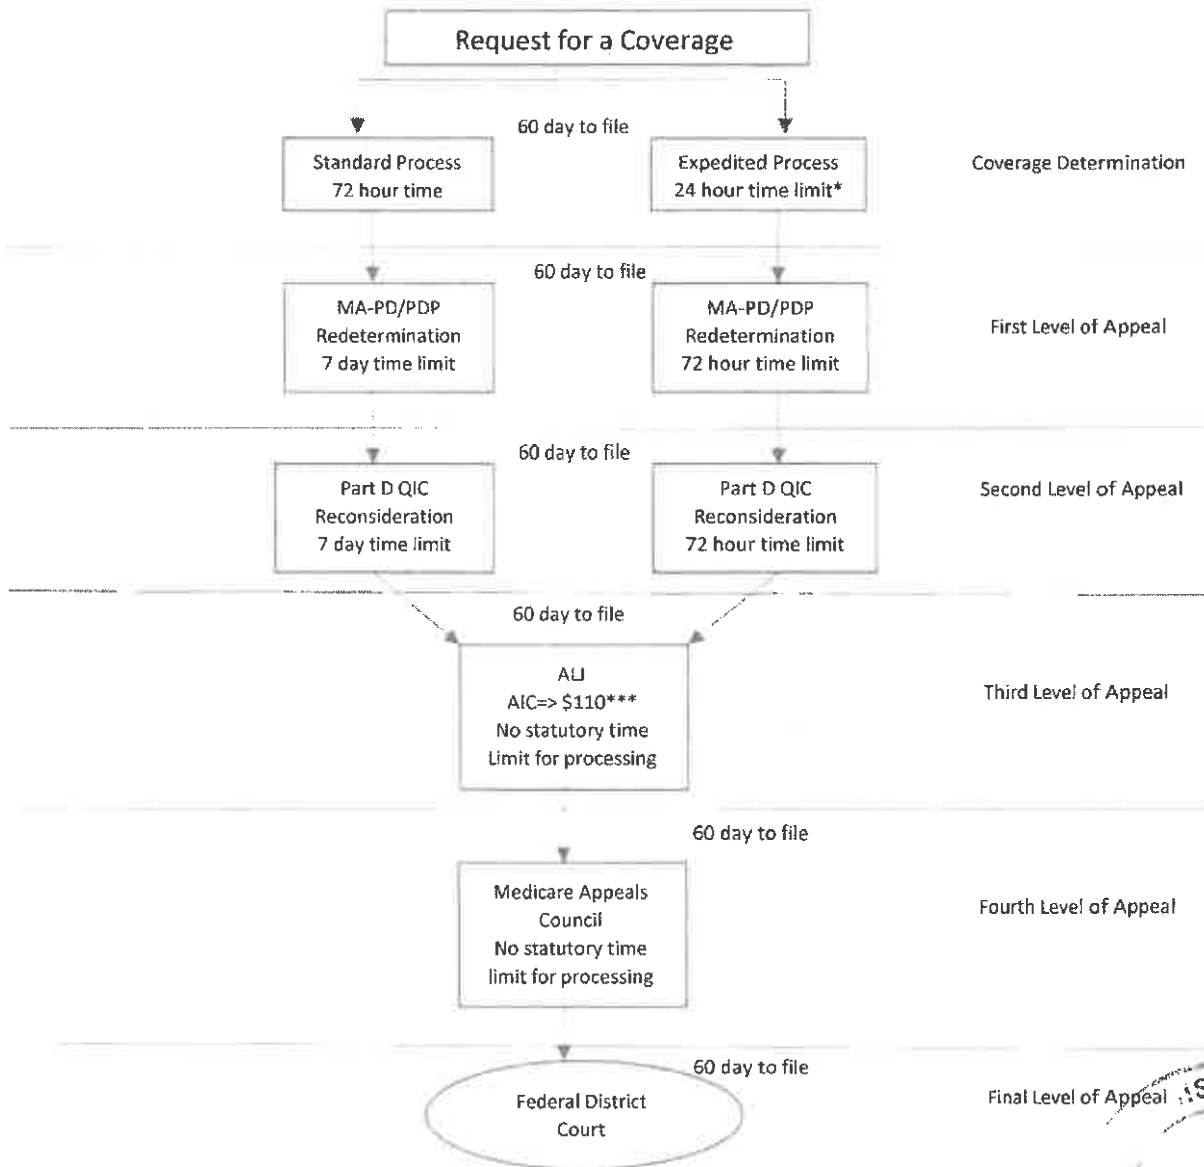 Request for a Coverage
60 day to file
Standard Process
72 hour time
Expedited Process
24 hour time limit*
Coverage Determination
60 day to file
MA-PD/PDP
Redetermination
7 day time limit
MA-PD/PDP
Redetermination
72 hour time limit
First Level of Appeal
60 day to file
Part D QIC
Reconsideration
7 day time limit
Part D QIC
Reconsideration
72 hour time limit
Second Level of Appeal
60 day to file
ALJ
AIC=> $110***
No statutory time
Limit for processing
Third Level of Appeal
60 day to file
Medicare Appeals
Council
No statutory time
limit for processing
Fourth Level of Appeal
60 day to file
Federal District
Court
Final Level of Appeal